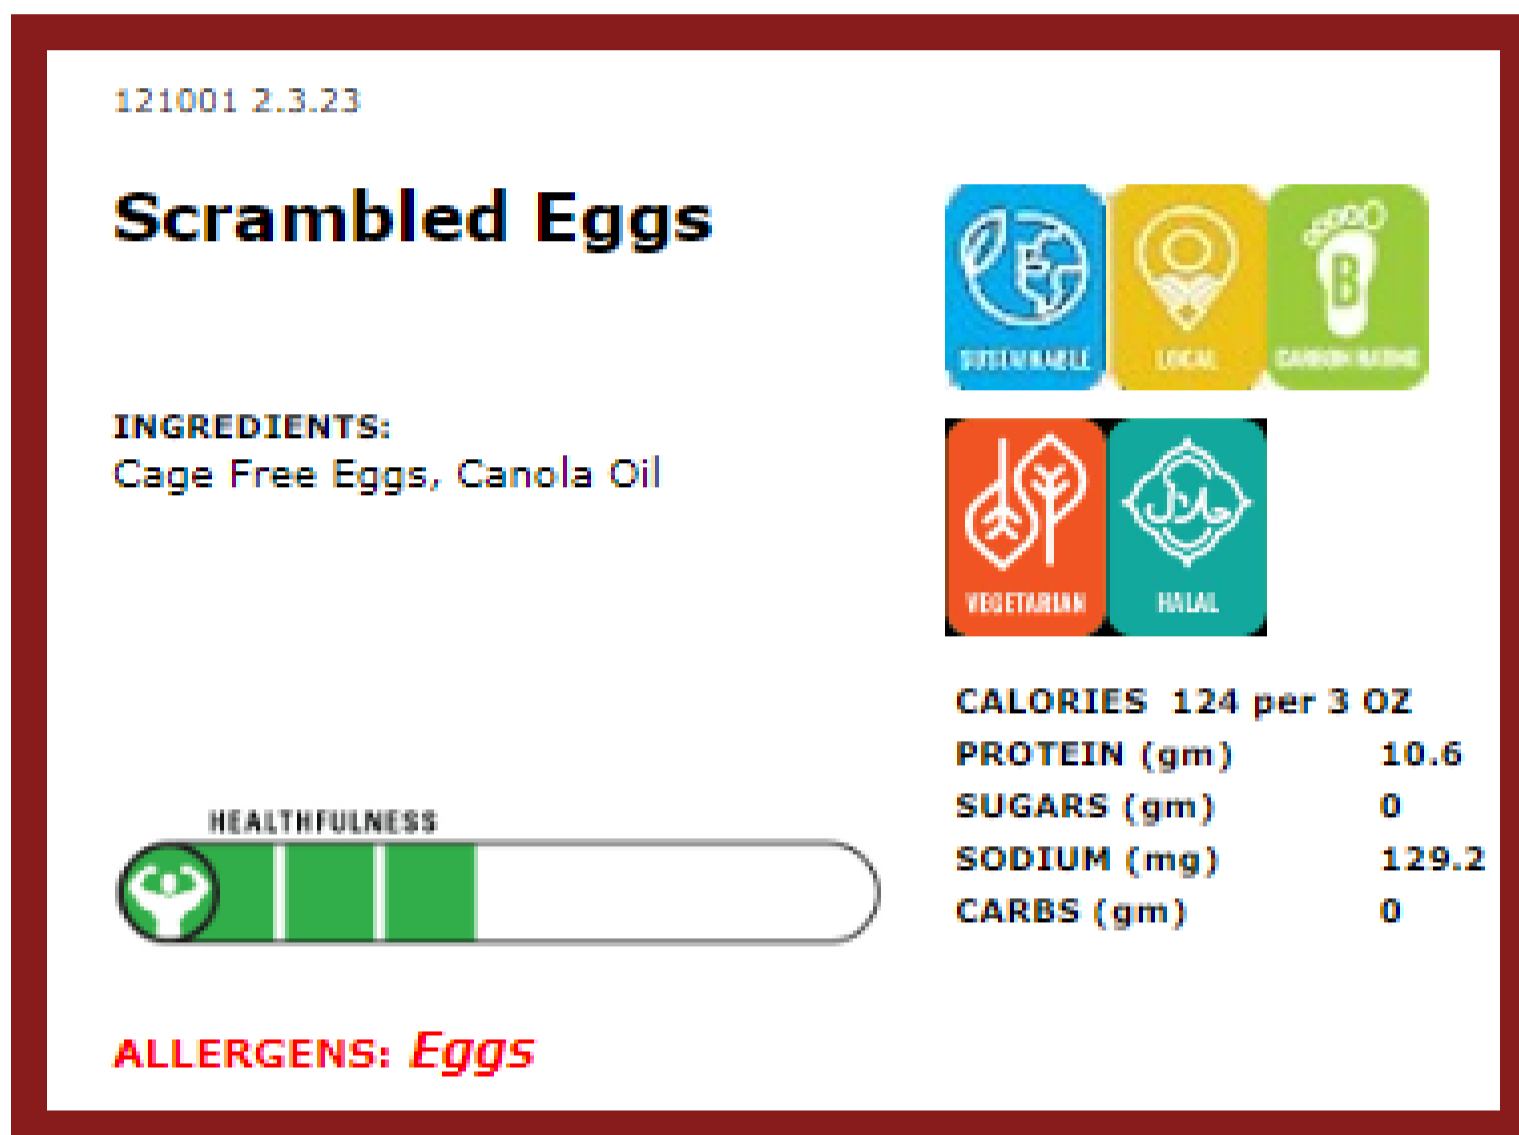 121001 2.3.23
Scrambled Eggs
SUSTAINABLE
LOCAL
B
CARBON RATING
VEGETARIAN
HALAL
INGREDIENTS:
Cage Free Eggs, Canola Oil
CALORIES 124 per 3 OZ
PROTEIN (gm) 10.6
SUGARS (gm) 0
SODIUM (mg) 129.2
CARBS (gm) 0
HEALTHFULNESS
ALLERGENS: Eggs